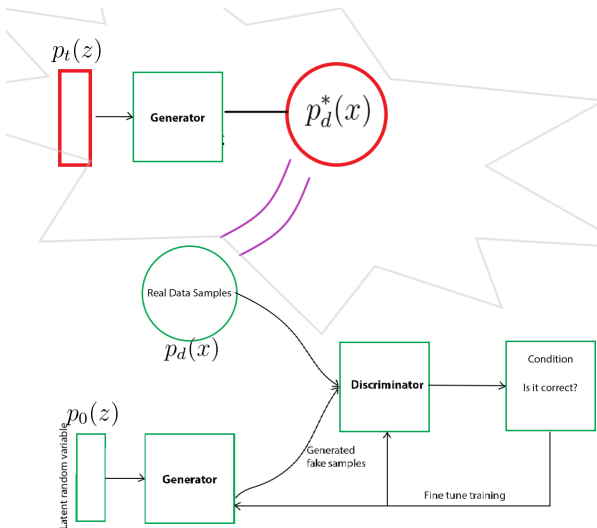 p_t(z)
Generator
p_d^*(x)
Real Data Samples
p_d(x)
Condition
Is it correct?
Discriminator
p_0(z)
Latent random variable
Generator
Generated
fake samples
Fine tune training